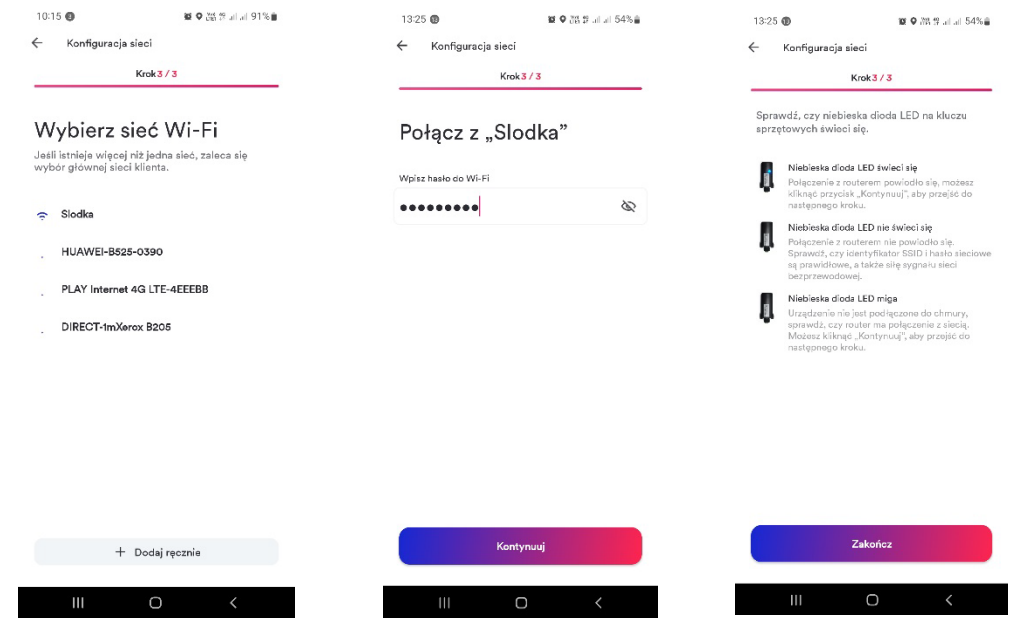 10:15
91%
Konfiguracja sieci
Krok 3 / 3
Wybierz sieć Wi-Fi
Jeśli istnieje więcej niż jedna sieć, zaleca się
wybór głównej sieci klienta.
Slodka
HUAWEI-B525-0390
PLAY Internet 4G LTE-4EEEBB
DIRECT-1mXerox B205
+ Dodaj ręcznie
13:25
54%
Konfiguracja sieci
Krok 3 / 3
Połącz z „Slodka”
Wpisz hasło do Wi-Fi
Kontynuuj
13:25
54%
Konfiguracja sieci
Krok 3 / 3
Sprawdź, czy niebieska dioda LED na kluczu
sprzętowych świeci się.
Niebieska dioda LED świeci się
Połączenie z routerem powiodło się, możesz
kliknąć przycisk „Kontynuuj”, aby przejść do
następnego kroku.
Niebieska dioda LED nie świeci się
Połączenie z routerem nie powiodło się.
Sprawdź, czy identyfikator SSID i hasło sieciowe
są prawidłowe, a także siłę sygnału sieci
bezprzewodowej.
Niebieska dioda LED miga
Urządzenie nie jest podłączone do chmury,
sprawdź, czy router ma połączenie z siecią.
Możesz kliknąć „Kontynuuj”, aby przejść do
następnego kroku.
Zakończ